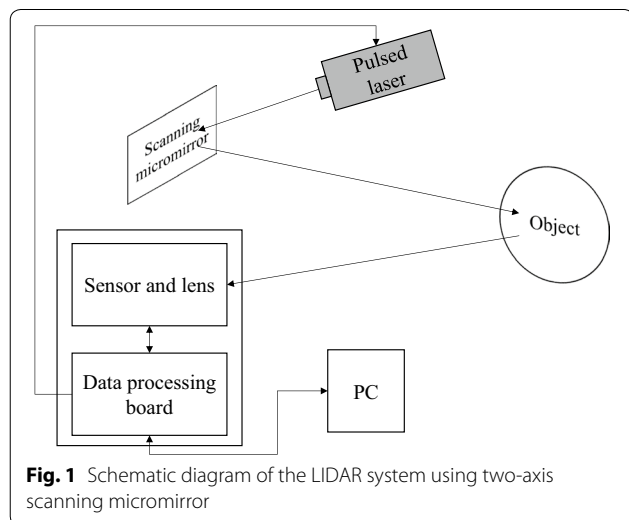 Pulsed
laser
Scanning
micromirror
Object
Sensor and lens
Data processing
board
PC
Fig. 1 Schematic diagram of the LIDAR system using two-axis
scanning micromirror